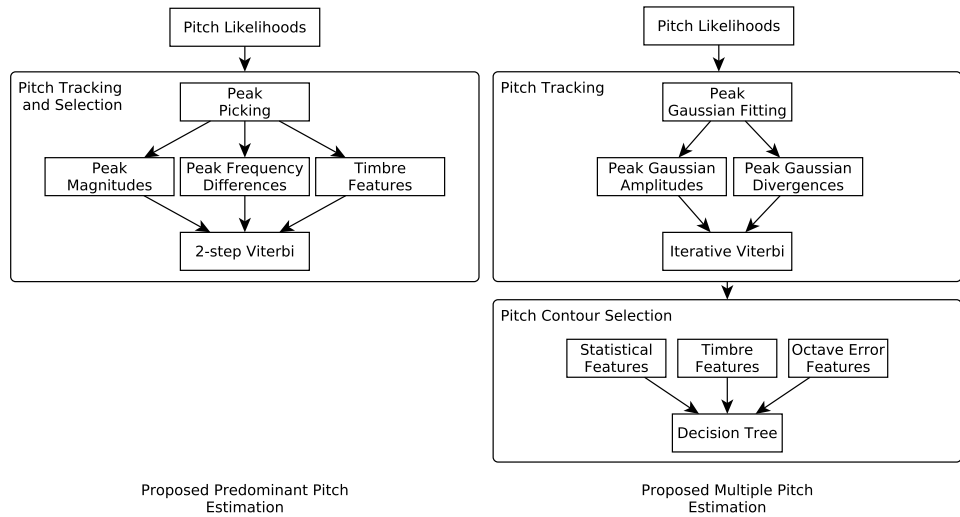 Pitch Likelihoods
Pitch Tracking
and Selection
Peak
Picking
Peak
Magnitudes
Peak Frequency
Differences
Timbre
Features
2-step Viterbi
Proposed Predominant Pitch
Estimation
Pitch Likelihoods
Pitch Tracking
Peak
Gaussian Fitting
Peak Gaussian
Amplitudes
Peak Gaussian
Divergences
Iterative Viterbi
Pitch Contour Selection
Statistical
Features
Timbre
Features
Octave Error
Features
Decision Tree
Proposed Multiple Pitch
Estimation